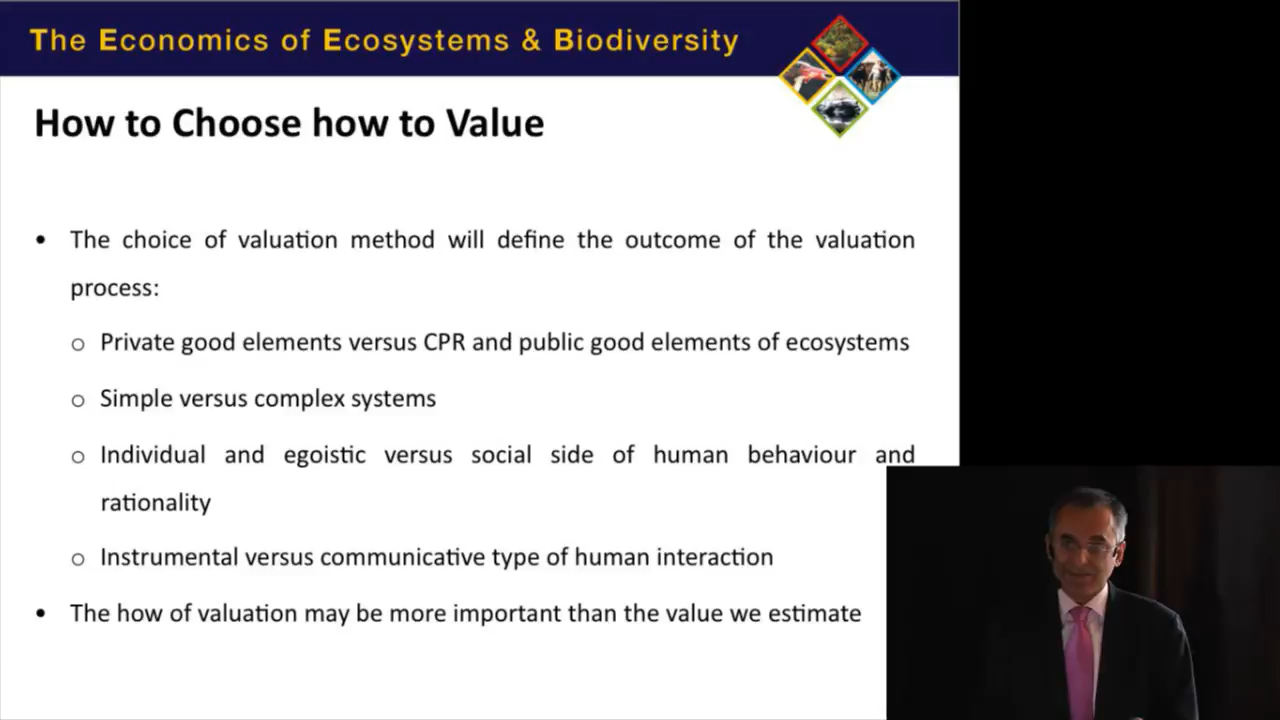 The Economics of Ecosystems & Biodiversity
How to Choose how to Value
• The choice of valuation method will define the outcome of the valuation
process:
o Private good elements versus CPR and public good elements of ecosystems
o Simple versus complex systems
o Individual and egoistic versus social side of human behaviour and
rationality
o Instrumental versus communicative type of human interaction
• The how of valuation may be more important than the value we estimate